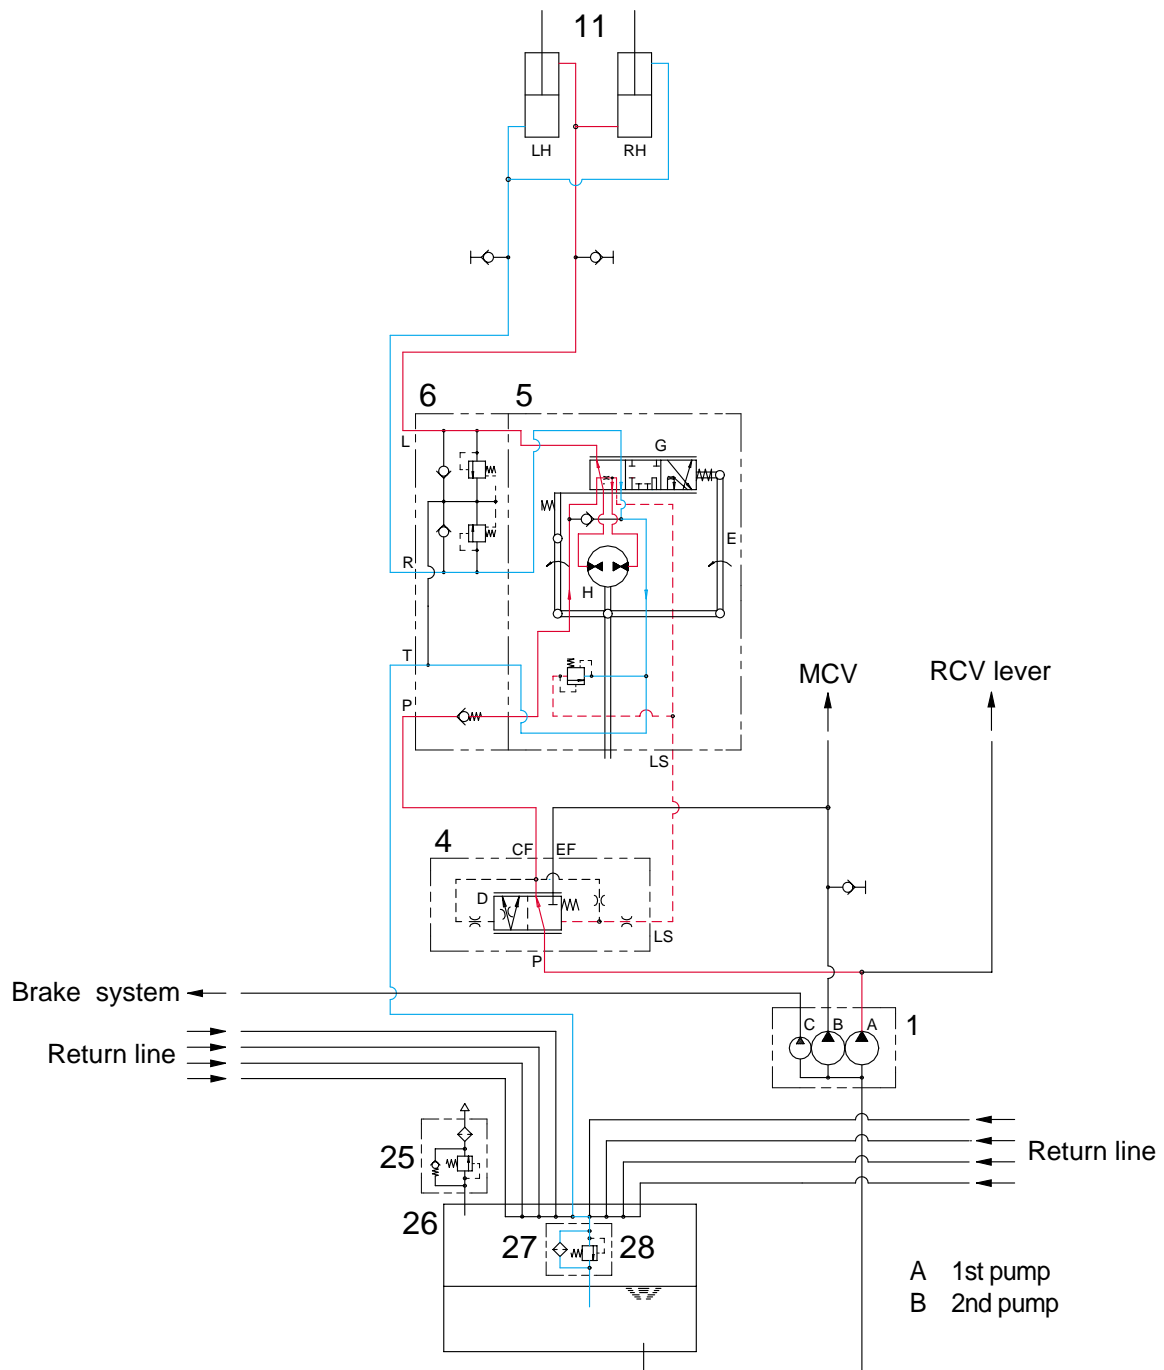 11
LH
RH
6
5
L
G
R
E
H
T
P
MCV
RCV lever
LS
4
CF
EF
D
LS
P
Brake system
C
B
A
1
Return line
25
Return line
26
27
28
A 1st pump
B 2nd pump